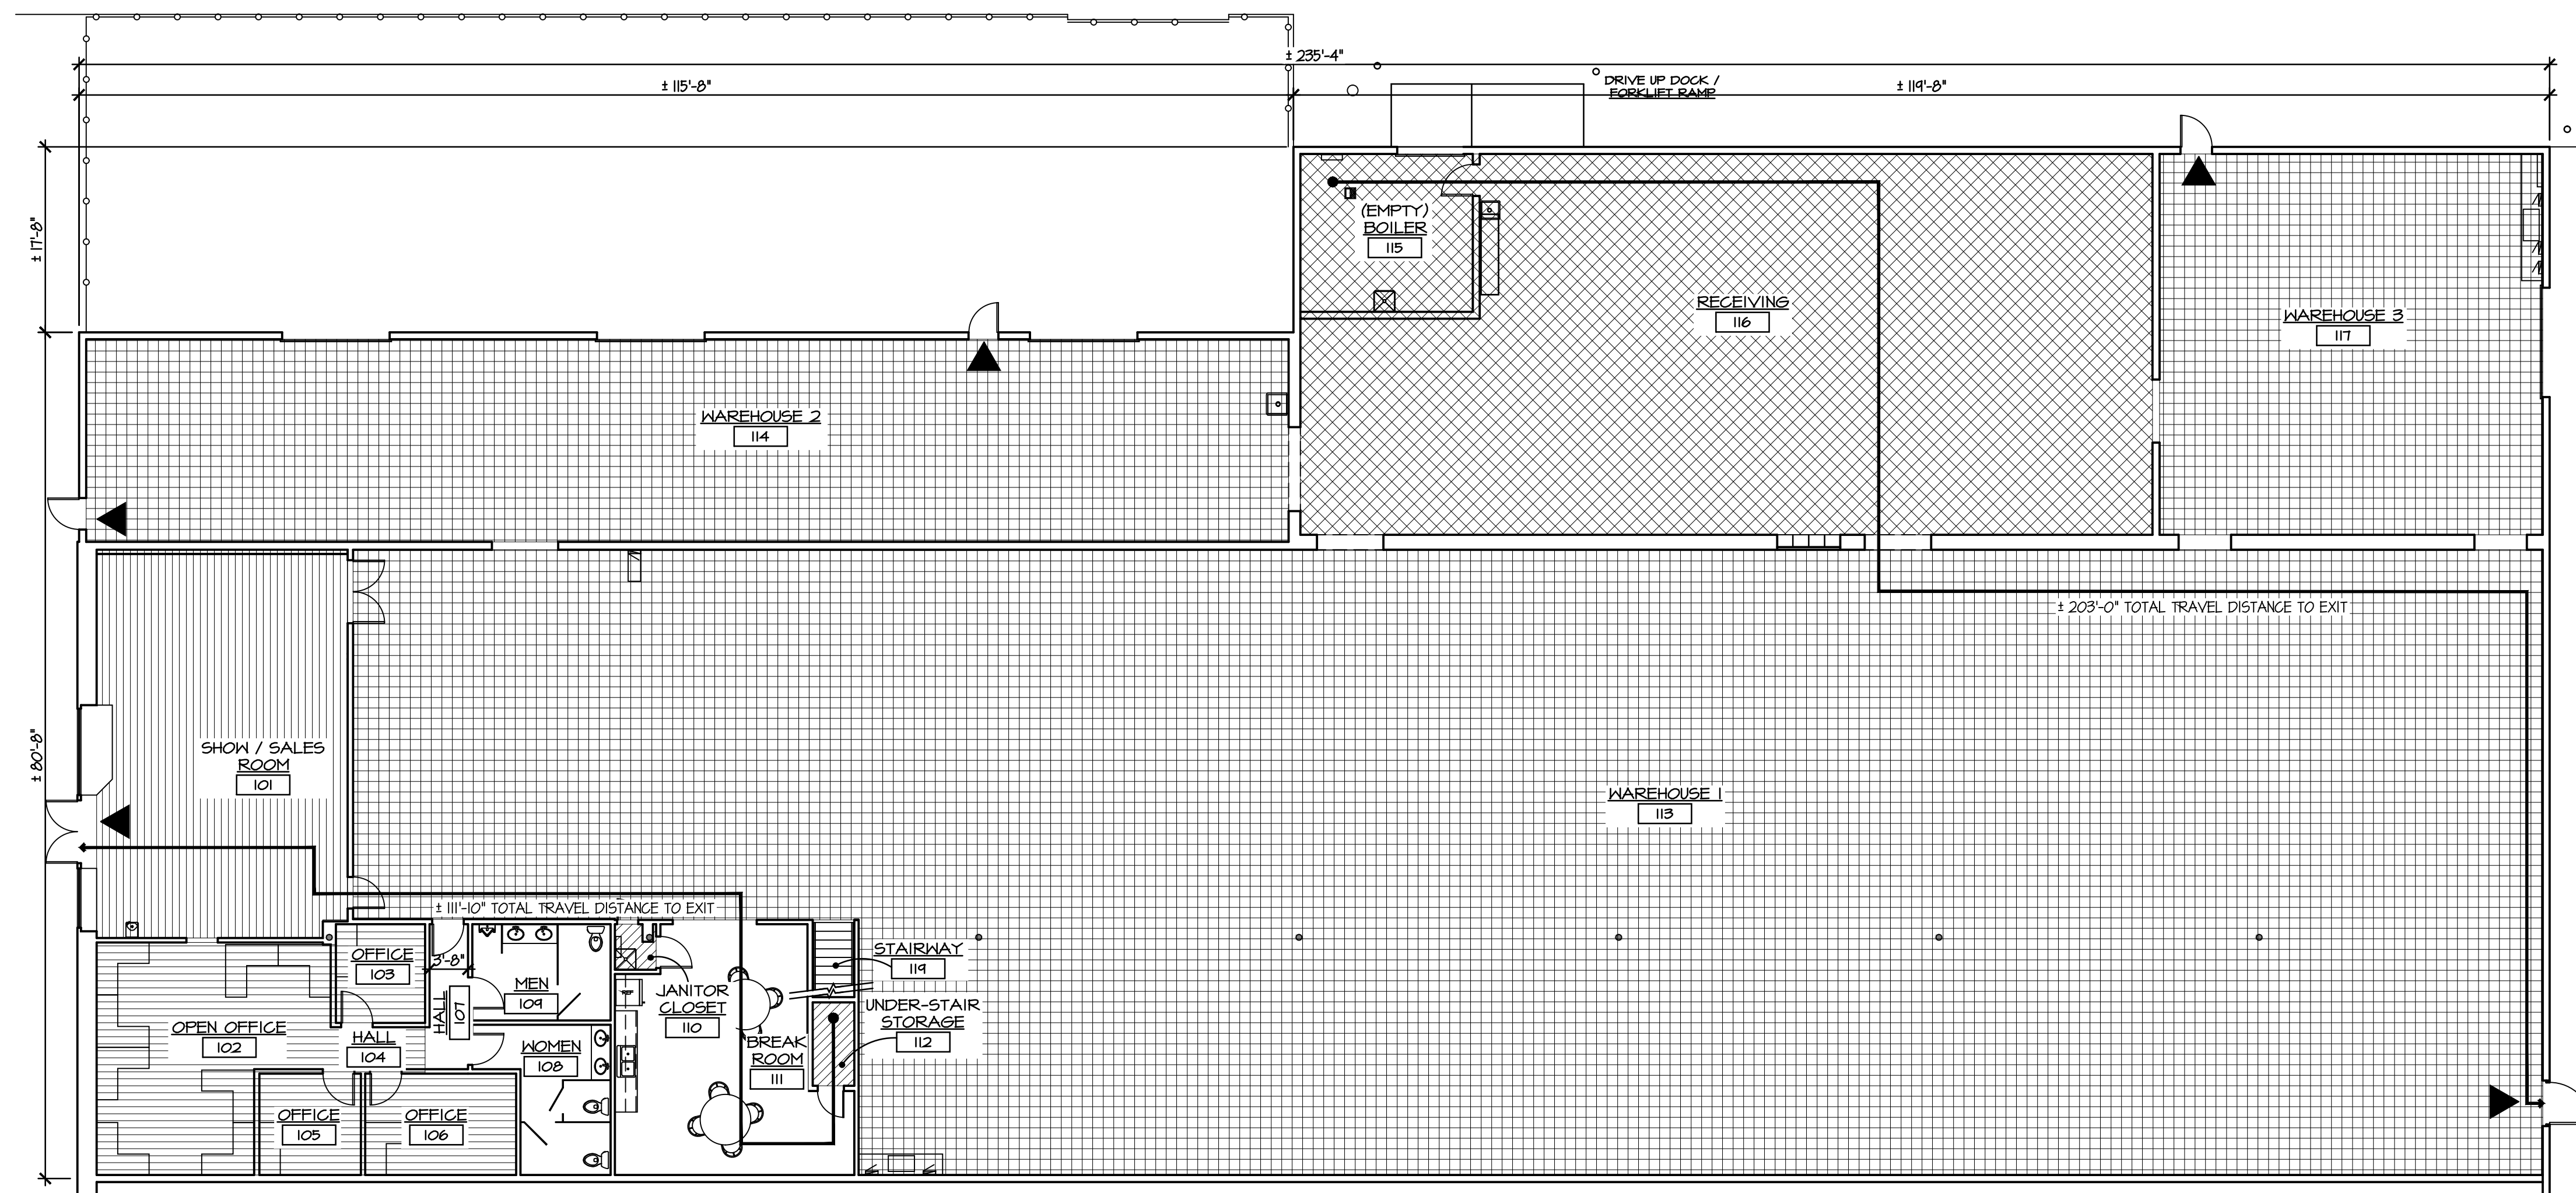 ± 235'-4"
± 115'-8"
DRIVE UP DOCK /
FORKLIFT RAMP
± 119'-8"
± 17'-8"
(EMPTY)
BOILER
115
RECEIVING
116
WAREHOUSE 3
117
WAREHOUSE 2
114
± 203'-0" TOTAL TRAVEL DISTANCE TO EXIT
± 80'-8"
SHOW / SALES
ROOM
101
WAREHOUSE 1
113
± 111'-10" TOTAL TRAVEL DISTANCE TO EXIT
OFFICE
103
3'-8"
STAIRWAY
119
MEN
109
REF
JANITOR
CLOSET
110
UNDER-STAIR
STORAGE
112
HALL
107
OPEN OFFICE
102
HALL
104
WOMEN
108
BREAK
ROOM
111
OFFICE
105
OFFICE
106